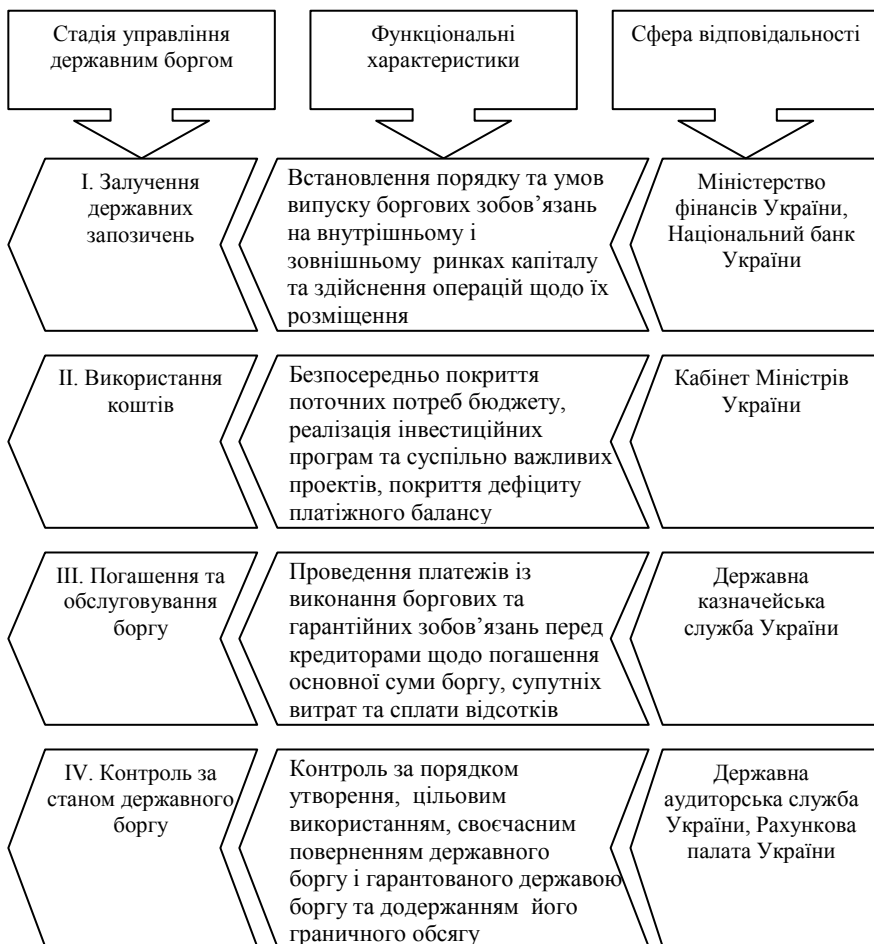 Стадія управління
державним боргом
Функціональні
характеристики
Сфера відповідальності
І. Залучення
державних
запозичень
Встановлення порядку та умов
випуску боргових зобов’язань
на внутрішньому і
зовнішньому ринках капіталу
та здійснення операцій щодо їх
розміщення
Міністерство
фінансів України,
Національний банк
України
ІІ. Використання
коштів
Безпосередньо покриття
поточних потреб бюджету,
реалізація інвестиційних
програм та суспільно важливих
проектів, покриття дефіциту
платіжного балансу
Кабінет Міністрів
України
ІІІ. Погашення та
обслуговування
боргу
Проведення платежів із
виконання боргових та
гарантійних зобов’язань перед
кредиторами щодо погашення
основної суми боргу, супутніх
витрат та сплати відсотків
Державна
казначейська
служба України
IV. Контроль за
станом державного
боргу
Контроль за порядком
утворення, цільовим
використанням, своєчасним
поверненням державного
боргу і гарантованого державою
боргу та додержанням його
граничного обсягу
Державна
аудиторська служба
України, Рахункова
палата України